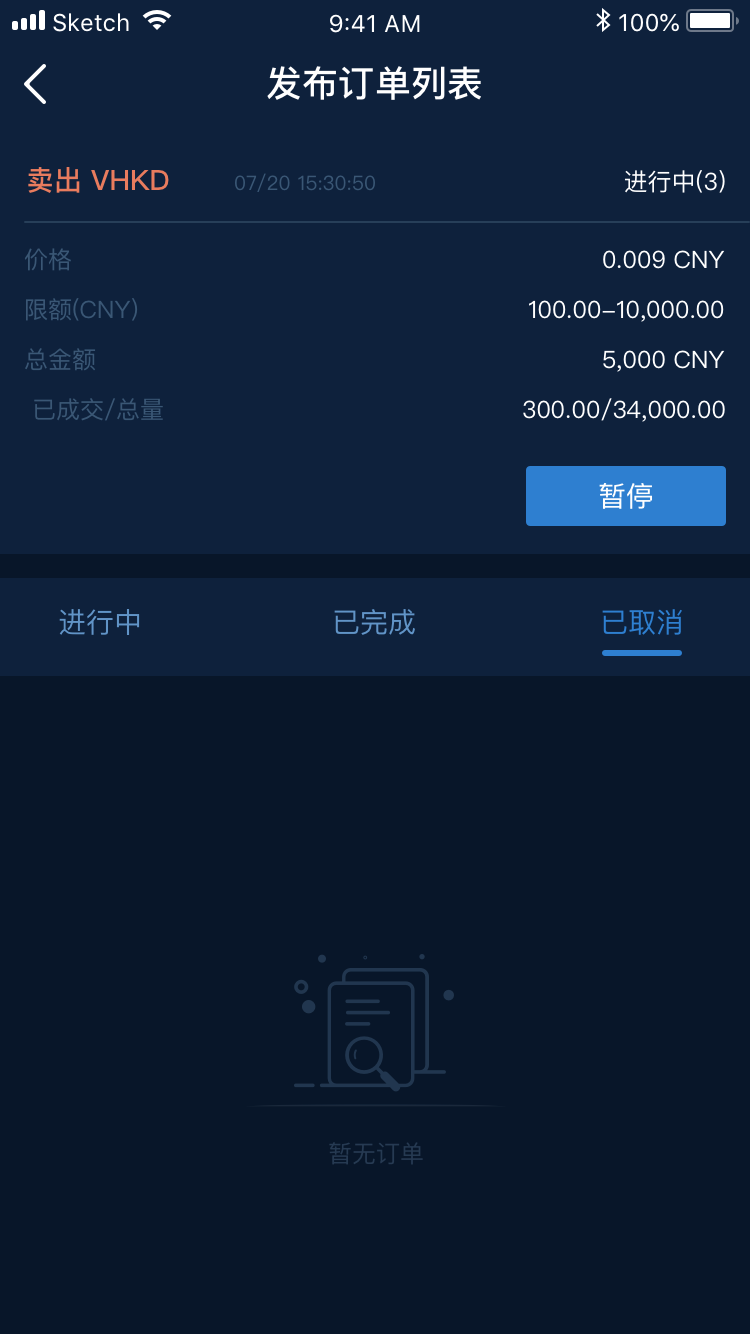 Sketch 9:41 AM 100%
发布订单列表
卖出 VHKD 07/20 15:30:50 进行中(3)
价格 0.009 CNY
限额(CNY) 100.00–10,000.00
总金额 5,000 CNY
已成交/总量 300.00/34,000.00
暂停
进行中 已完成 已取消
暂无订单